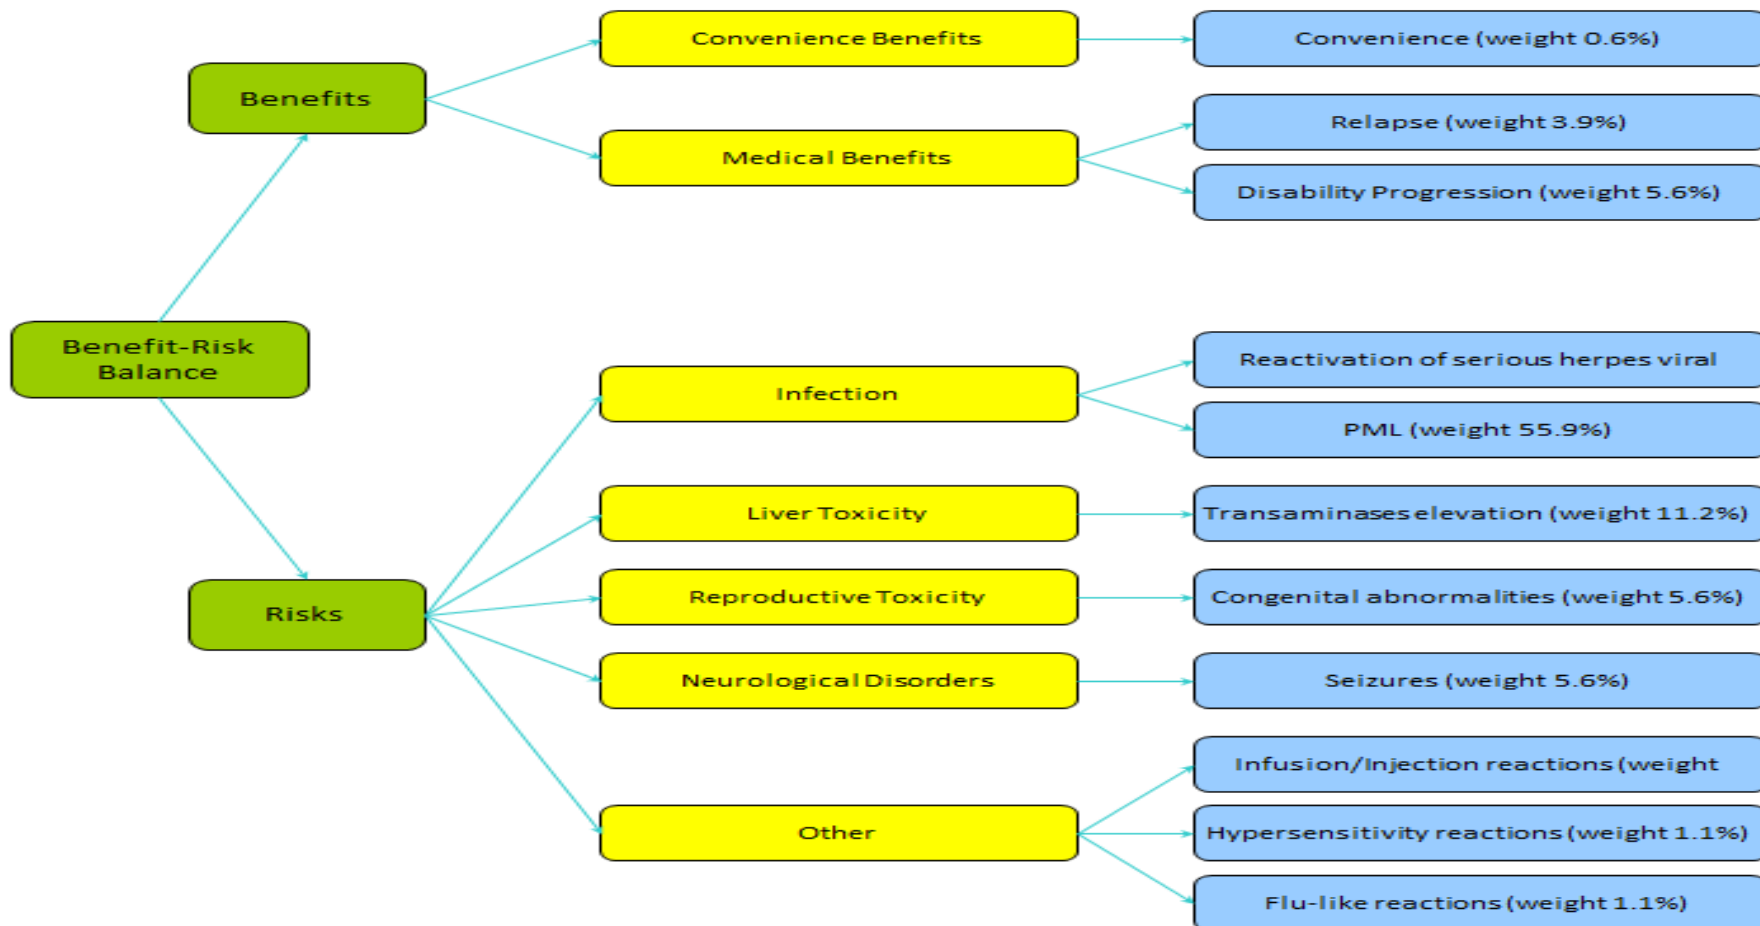 Convenience Benefits
Convenience (weight 0.6%)
Benefits
Relapse (weight 3.9%)
Medical Benefits
Disability Progression (weight 5.6%)
Benefit-Risk
Balance
Reactivation of serious herpes viral
Infection
PML (weight 55.9%)
Liver Toxicity
Transaminases elevation (weight 11.2%)
Reproductive Toxicity
Congenital abnormalities (weight 5.6%)
Risks
Neurological Disorders
Seizures (weight 5.6%)
Infusion/Injection reactions (weight
Other
Hypersensitivity reactions (weight 1.1%)
Flu-like reactions (weight 1.1%)